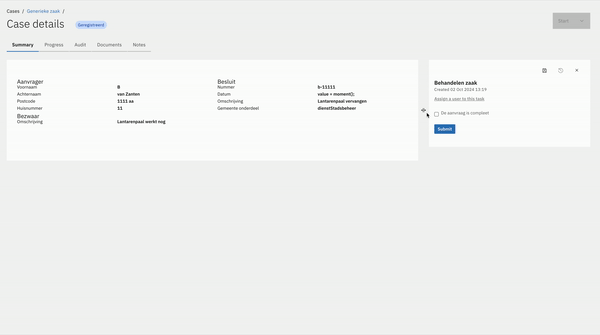 Cases / Generieke zaak /
Case details Geregistreerd
Start
Summary Progress Audit Documents Notes
Aanvrager
Voornaam B
Achternaam van Zanten
Postcode 1111 aa
Huisnummer 11
Bezwaar
Omschrijving Lantarenpaal werkt nog
Besluit
Nummer b-11111
Datum value = moment();
Omschrijving Lantarenpaal vervangen
Gemeente onderdeel dienstStadsbeheer
Behandelen zaak
Created 02 Oct 2024 13:19
Assign a user to this task
De aanvraag is compleet
Submit